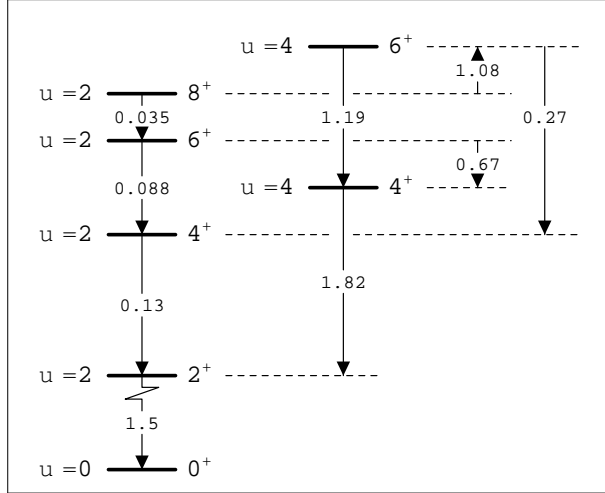 u = 4 6+
1.08
u = 2 8+
0.035 1.19 0.27
u = 2 6+
0.67
0.088 u = 4 4+
u = 2 4+
1.82
0.13
u = 2 2+
1.5
u = 0 0+